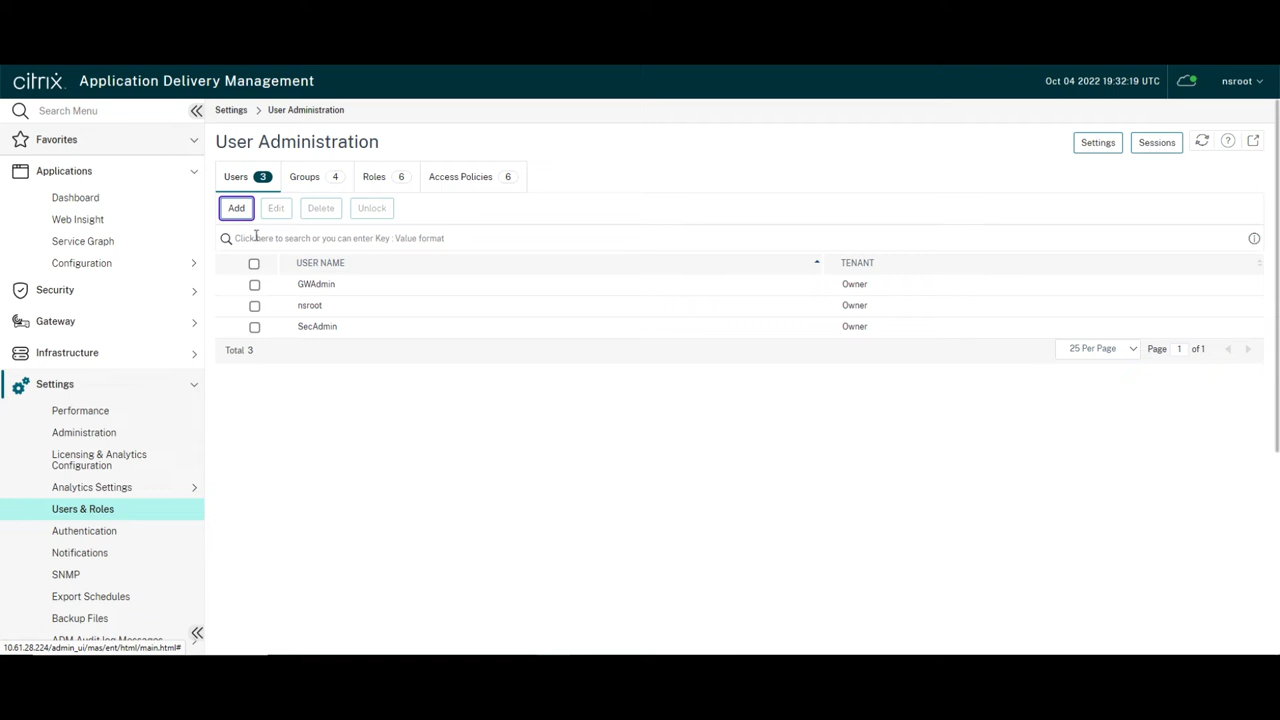 citrix Application Delivery Management
Oct 04 2022 19:32:19 UTC
nsroot
Search Menu
Favorites
Applications
Dashboard
Web Insight
Service Graph
Configuration
Security
Gateway
Infrastructure
Settings
Performance
Administration
Licensing & Analytics
Configuration
Analytics Settings
Users & Roles
Authentication
Notifications
SNMP
Export Schedules
Backup Files
ADM Audit log Messages
10.61.28.224/admin_ui/mas/ent/html/main.html#
Settings > User Administration
User Administration
Settings
Sessions
Users 3
Groups 4
Roles 6
Access Policies 6
Add
Edit
Delete
Unlock
Click here to search or you can enter Key : Value format
USER NAME TENANT
GWAdmin Owner
nsroot Owner
SecAdmin Owner
Total 3
25 Per Page
Page 1 of 1